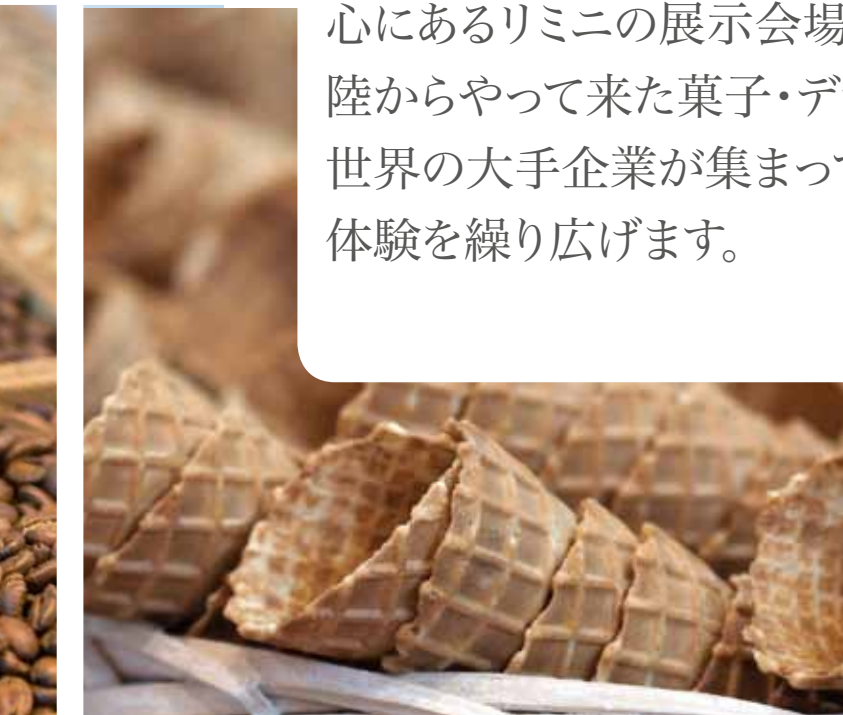 心にあるリミニの展示会場
陸からやって来た菓子・デ
世界の大手企業が集まって
体験を繰り広げます。